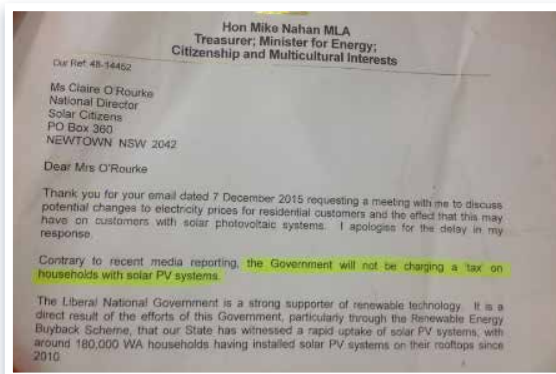 Hon Mike Nahan MLA
Treasurer; Minister for Energy;
Citizenship and Multicultural Interests
Our Ref: 48-14462
Ms Claire O'Rourke
National Director
Solar Citizens
PO Box 360
NEWTOWN NSW 2042
Dear Mrs O'Rourke
Thank you for your email dated 7 December 2015 requesting a meeting with me to discuss
potential changes to electricity prices for residential customers and the effect that this may
have on customers with solar photovoltaic systems. I apologise for the delay in my
response.
Contrary to recent media reporting, the Government will not be charging a tax on
households with solar PV systems.
The Liberal National Government is a strong supporter of renewable technology. It is a
direct result of the efforts of this Government, particularly through the Renewable Energy
Buyback Scheme, that our State has witnessed a rapid uptake of solar PV systems, with
around 180,000 WA households having installed solar PV systems on their rooftops since
2010.